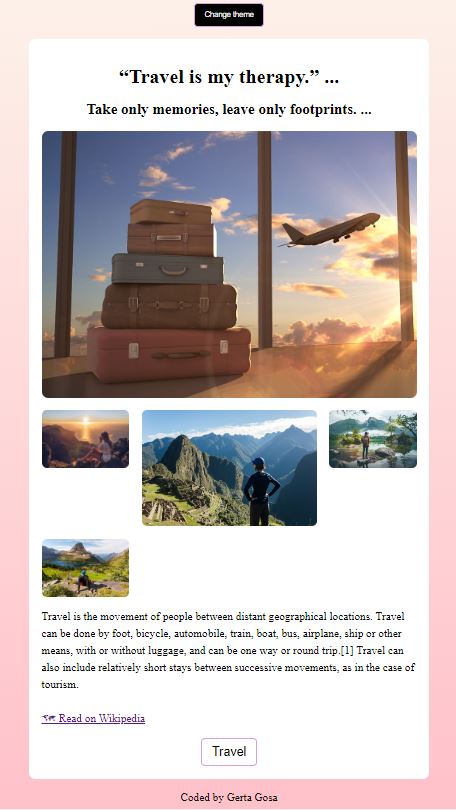 Change theme
“Travel is my therapy.” ...
Take only memories, leave only footprints. ...
Travel is the movement of people between distant geographical locations. Travel
can be done by foot, bicycle, automobile, train, boat, bus, airplane, ship or other
means, with or without luggage, and can be one way or round trip.[1] Travel can
also include relatively short stays between successive movements, as in the case of
tourism.
🗺 Read on Wikipedia
Travel
Coded by Gerta Gosa